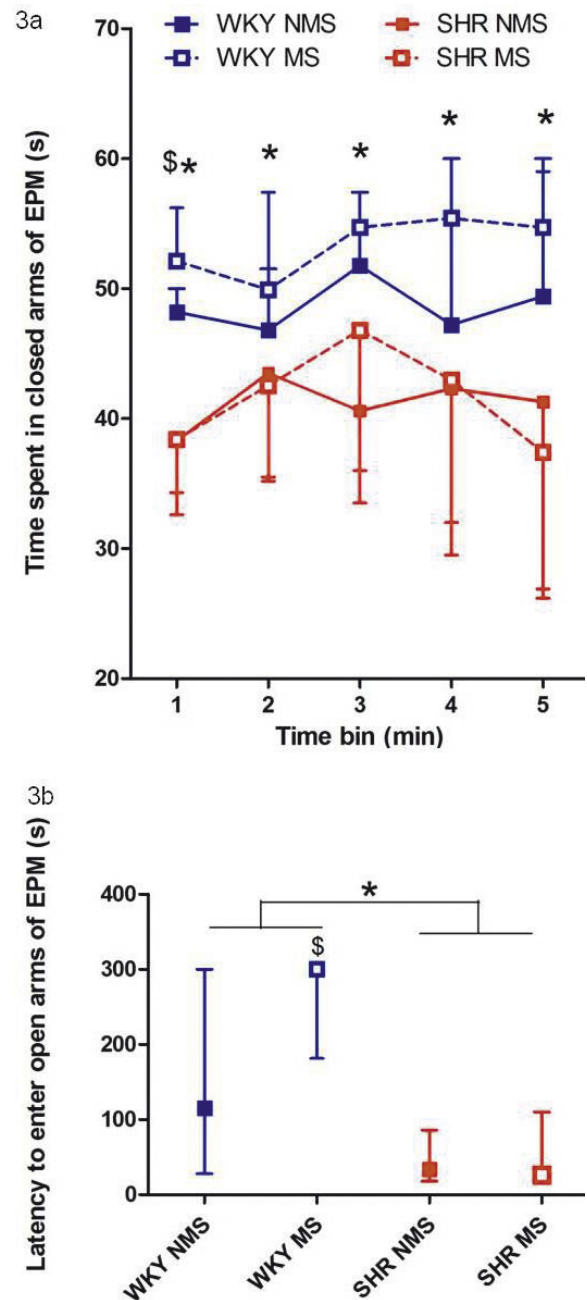 3a
WKY NMS SHR NMS
WKY MS SHR MS
Time spent in closed arms of EPM (s)
70
60
50
40
30
20
$* * * * *
1 2 3 4 5
Time bin (min)
3b
Latency to enter open arms of EPM (s)
400
300
200
100
0
*
$
WKY NMS
WKY MS
SHR NMS
SHR MS